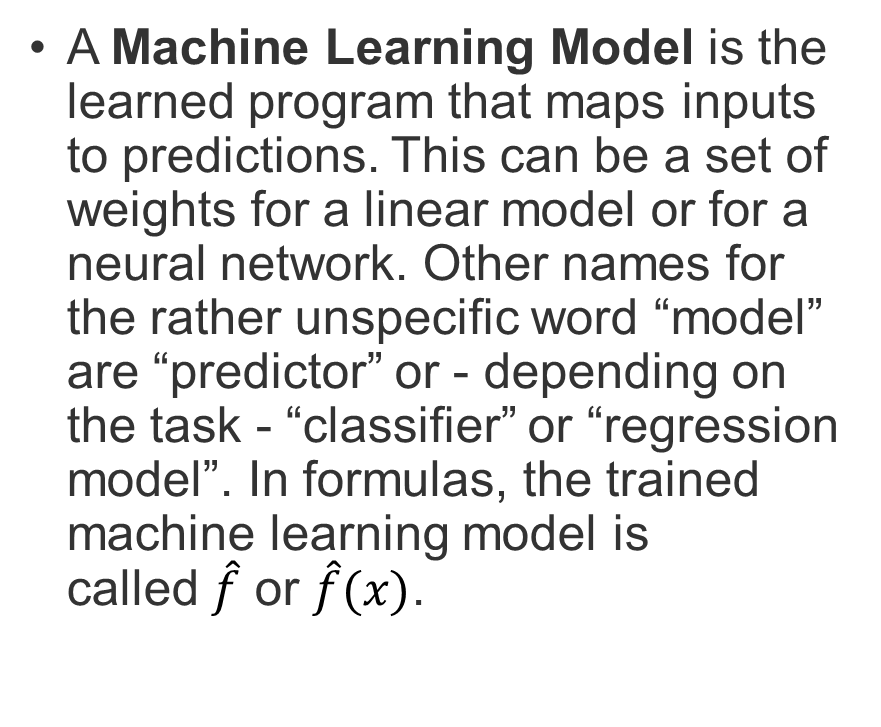 • A Machine Learning Model is the
learned program that maps inputs
to predictions. This can be a set of
weights for a linear model or for a
neural network. Other names for
the rather unspecific word “model”
are “predictor” or - depending on
the task - “classifier” or “regression
model”. In formulas, the trained
machine learning model is
called f̂ or f̂(x).